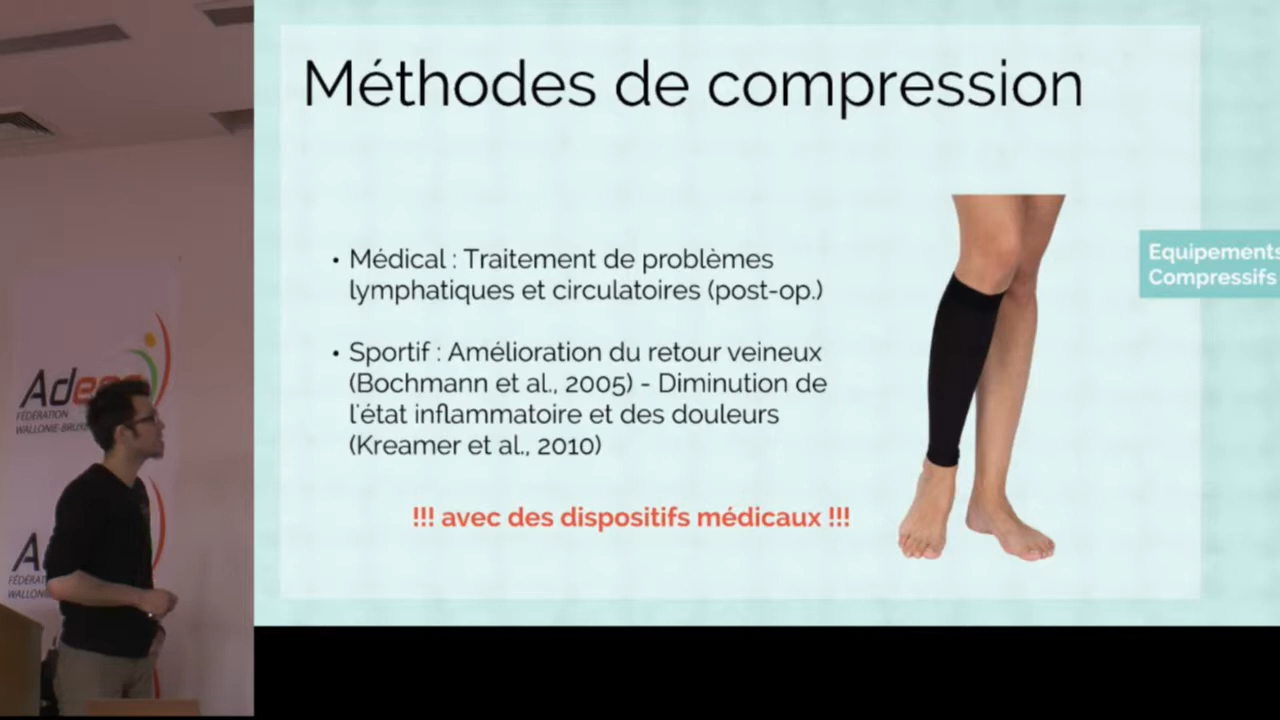 Méthodes de compression
• Médical : Traitement de problèmes
lymphatiques et circulatoires (post-op.)
• Sportif : Amélioration du retour veineux
(Bochmann et al., 2005) - Diminution de
l'état inflammatoire et des douleurs
(Kreamer et al., 2010)
!!! avec des dispositifs médicaux !!!
Equipements
Compressifs
FÉDÉRATION